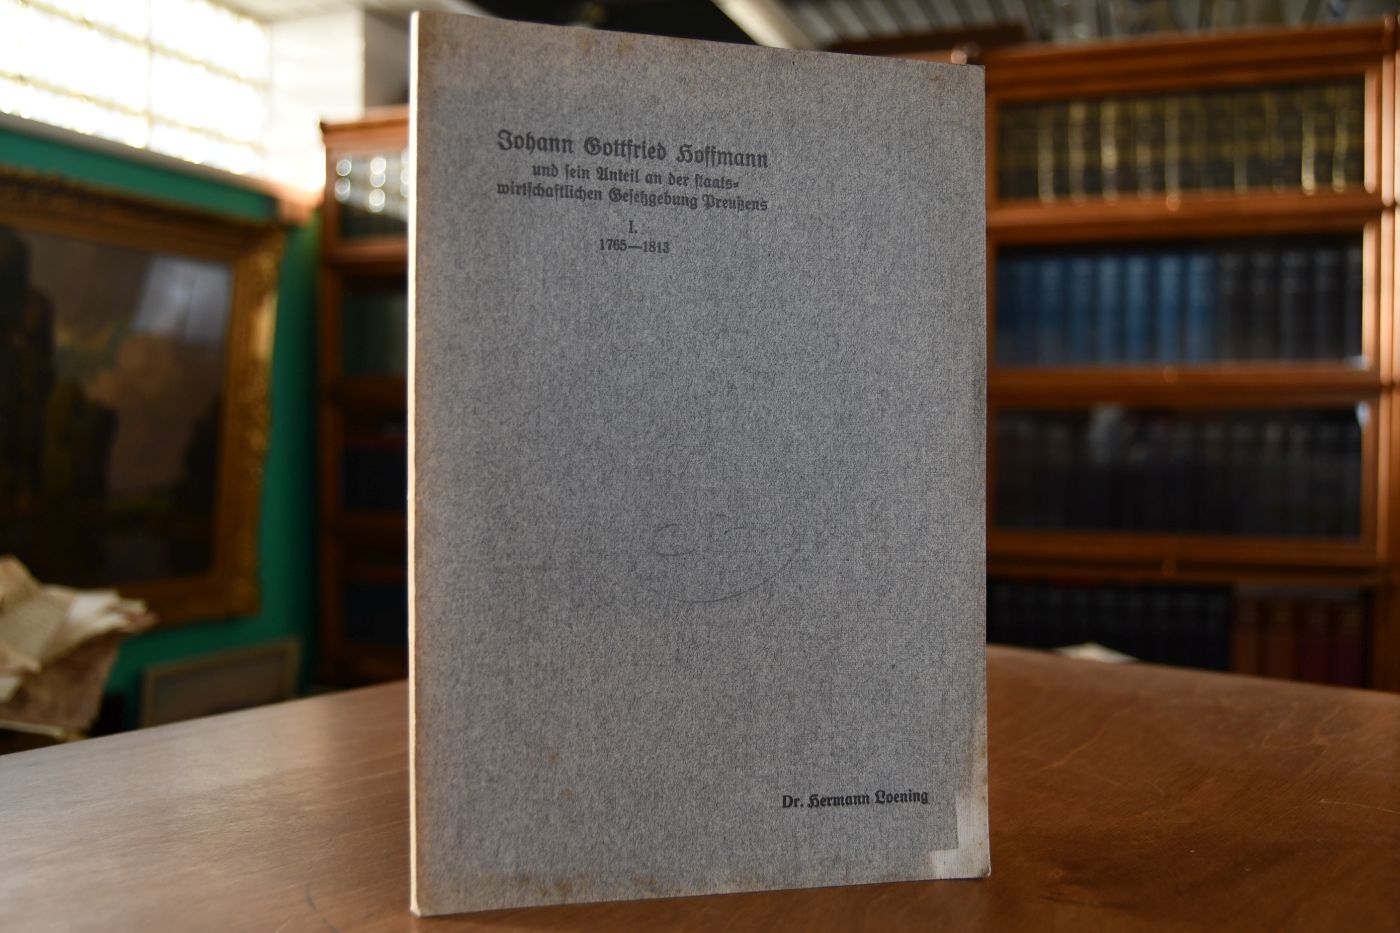 Johann Gottfried Hoffmann
und sein Anteil an der staats-
wirtschaftlichen Gesetzgebung Preußens
I.
1765—1813
Dr. Hermann Loening